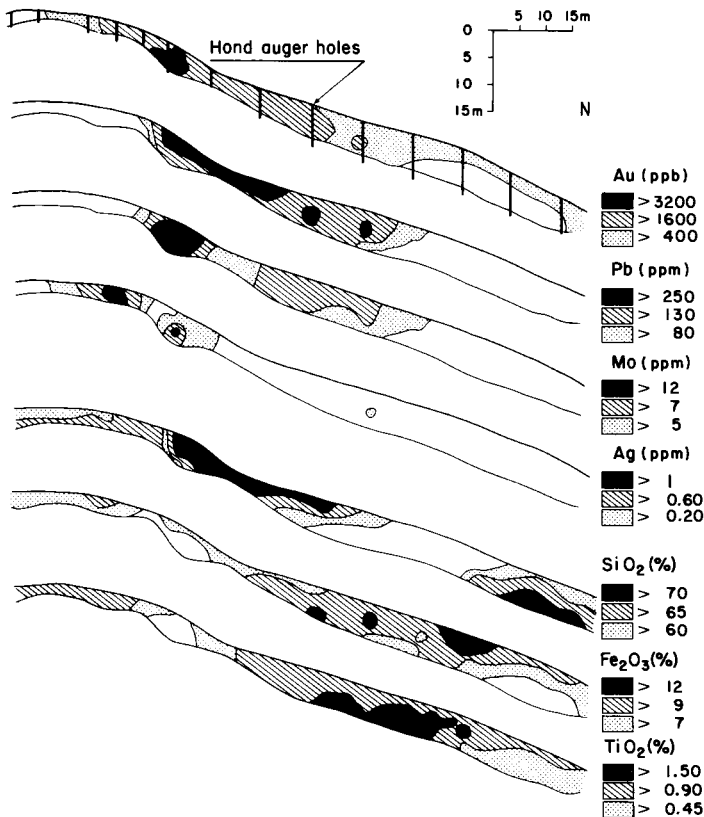 5 10 15m
0
Hond auger holes
5
10
15m
N
Au (ppb)
> 3200
> 1600
> 400
Pb (ppm)
> 250
> 130
> 80
Mo (ppm)
> 12
> 7
> 5
Ag (ppm)
> 1
> 0.60
> 0.20
SiO2 (%)
> 70
> 65
> 60
Fe2O3 (%)
> 12
> 9
> 7
TiO2 (%)
> 1.50
> 0.90
> 0.45